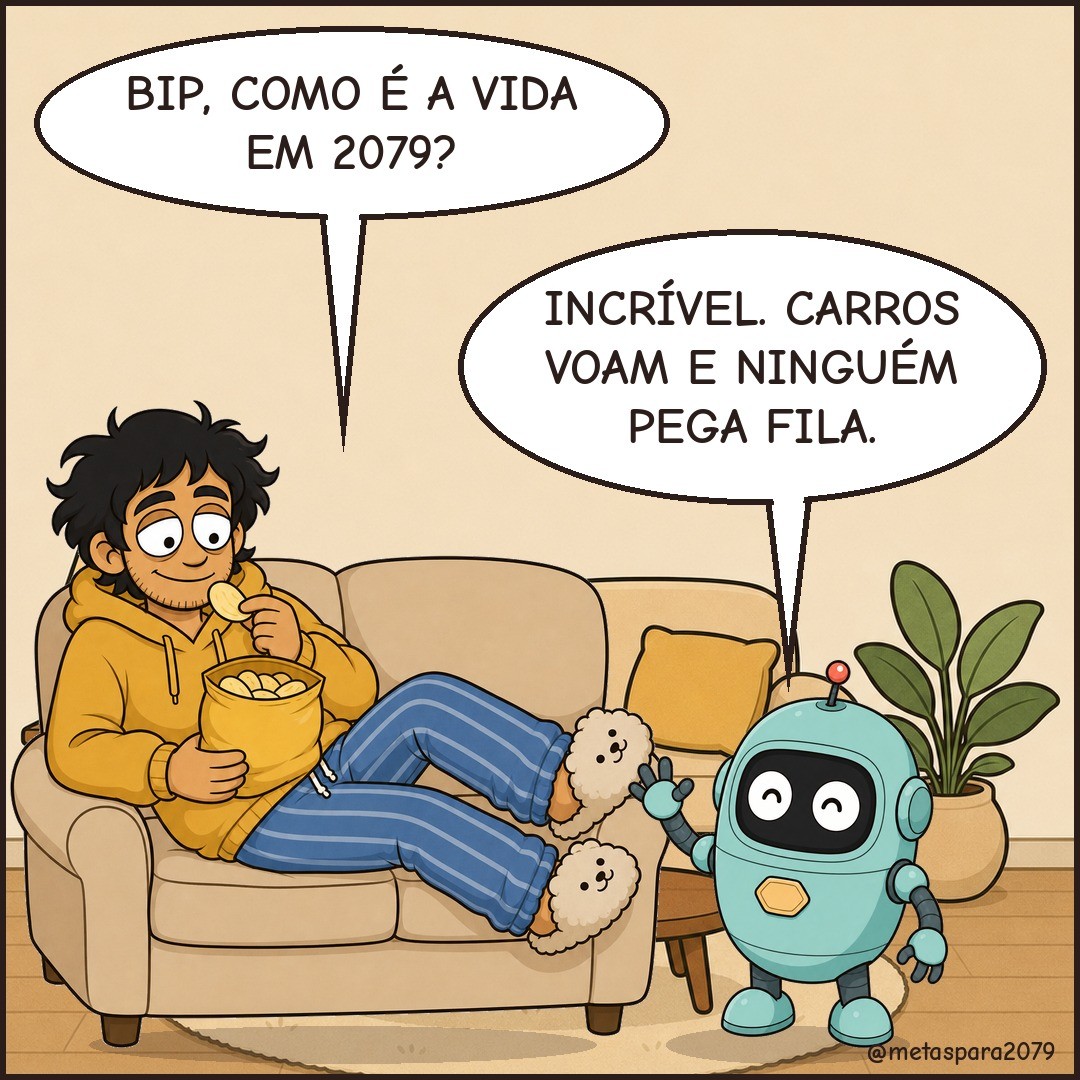 BIP, COMO É A VIDA
EM 2079?
INCRÍVEL. CARROS
VOAM E NINGUÉM
PEGA FILA.
@metaspara2079